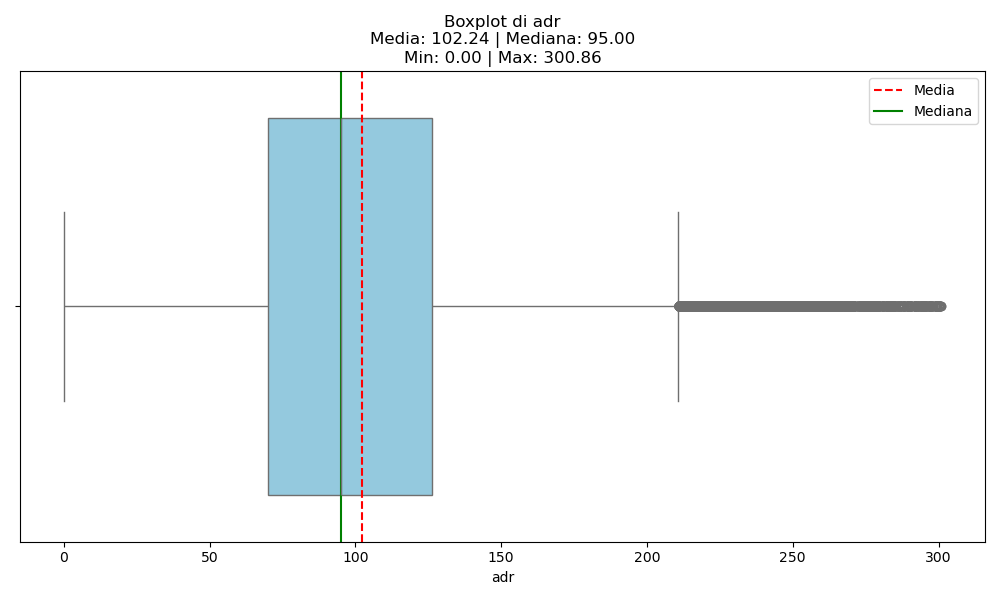 Boxplot di adr
Media: 102.24 | Mediana: 95.00
Min: 0.00 | Max: 300.86
Media
Mediana
0 50 100 150 200 250 300
adr